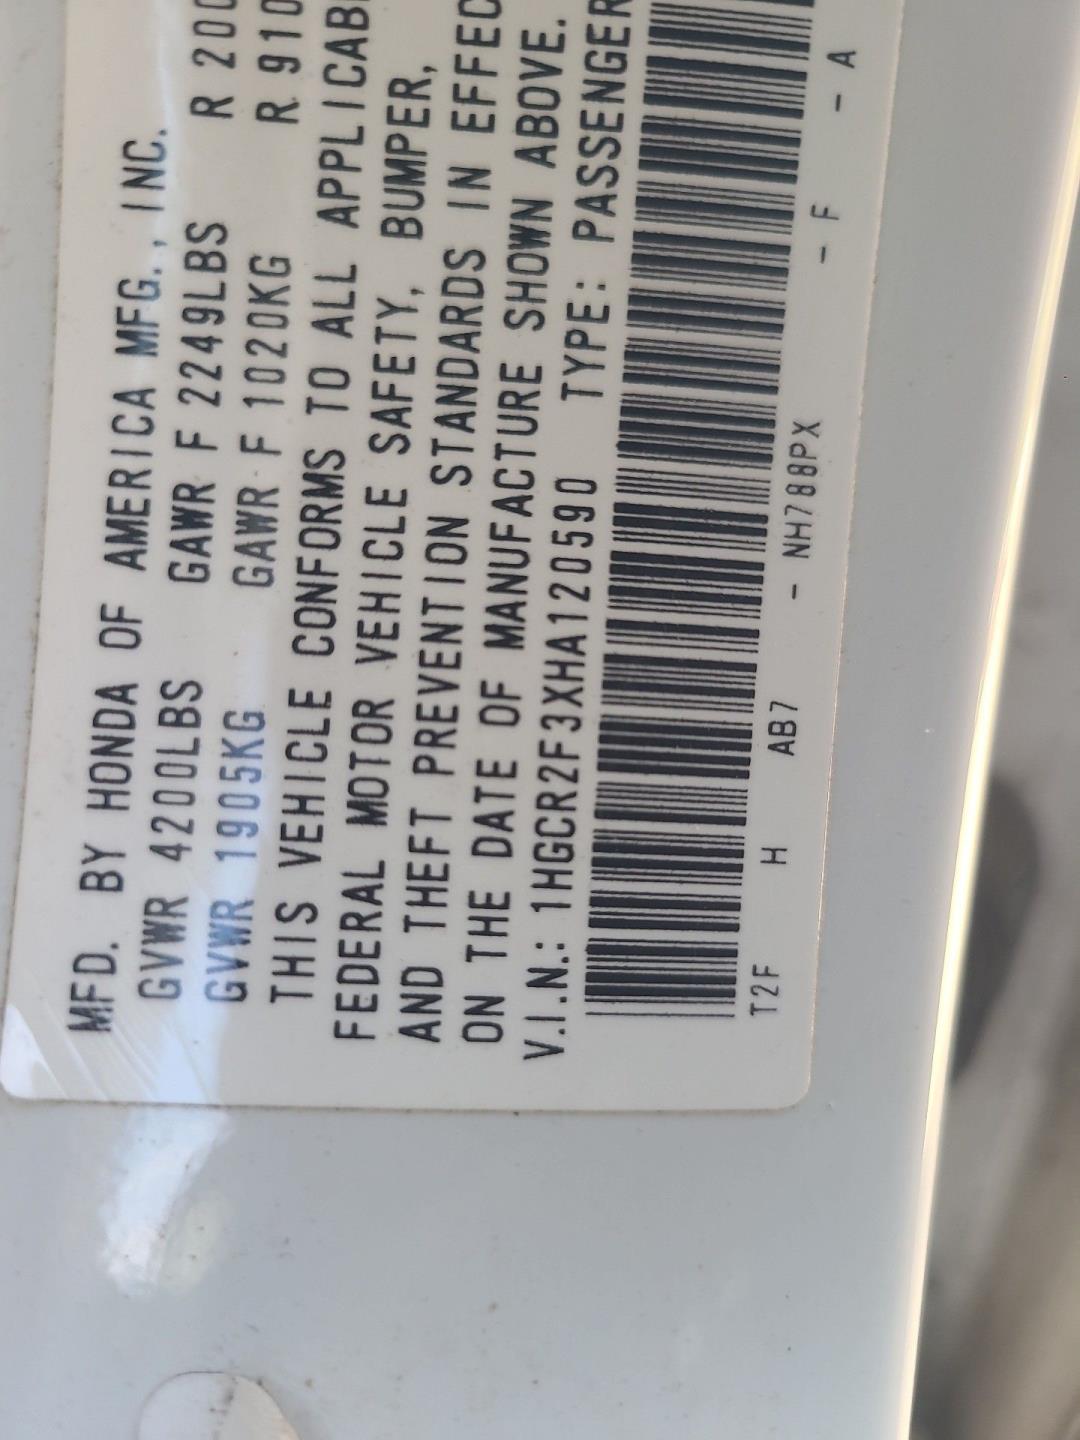 MFD. BY HONDA OF AMERICA MFG., INC.
GVWR 4200LBS GAWR F 2249LBS R 200
GVWR 1905KG GAWR F 1020KG R 910
THIS VEHICLE CONFORMS TO ALL APPLICAB
FEDERAL MOTOR VEHICLE SAFETY, BUMPER,
AND THEFT PREVENTION STANDARDS IN EFFEC
ON THE DATE OF MANUFACTURE SHOWN ABOVE.
V.I.N.: 1HGCR2F3XHA120590 TYPE: PASSENGER
T2F H AB7 - NH788PX - F - A